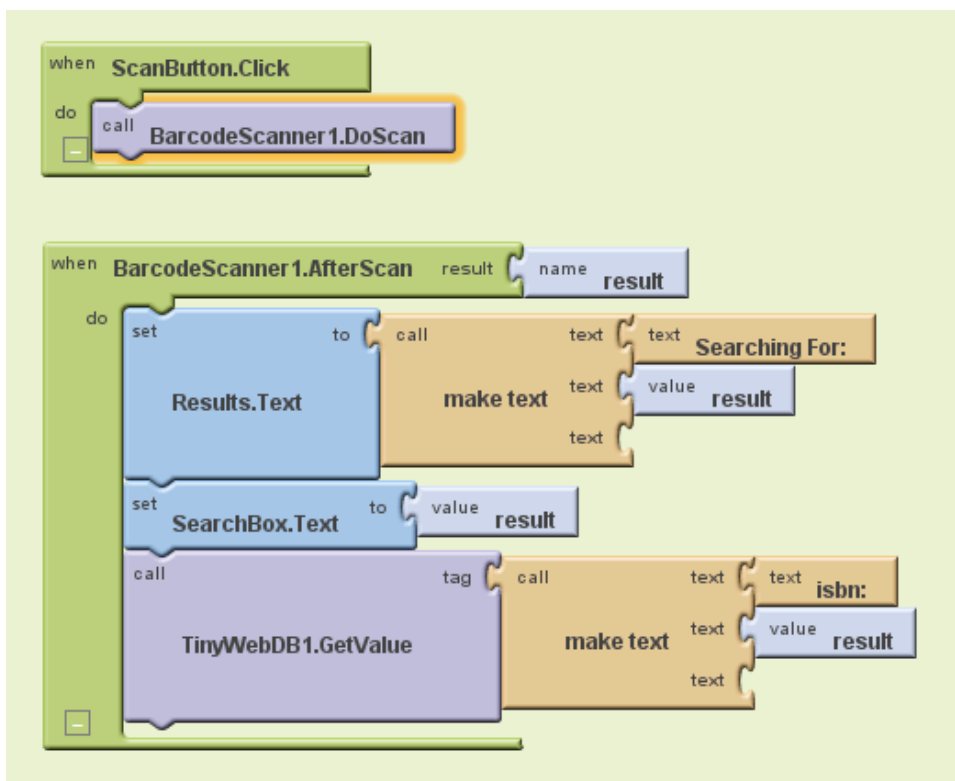 when ScanButton.Click
do call BarcodeScanner1.DoScan
when BarcodeScanner1.AfterScan result name result
do set Results.Text to call make text text text Searching For:
text value result
text
set SearchBox.Text to value result
call TinyWebDB1.GetValue tag call make text text text isbn:
text value result
text